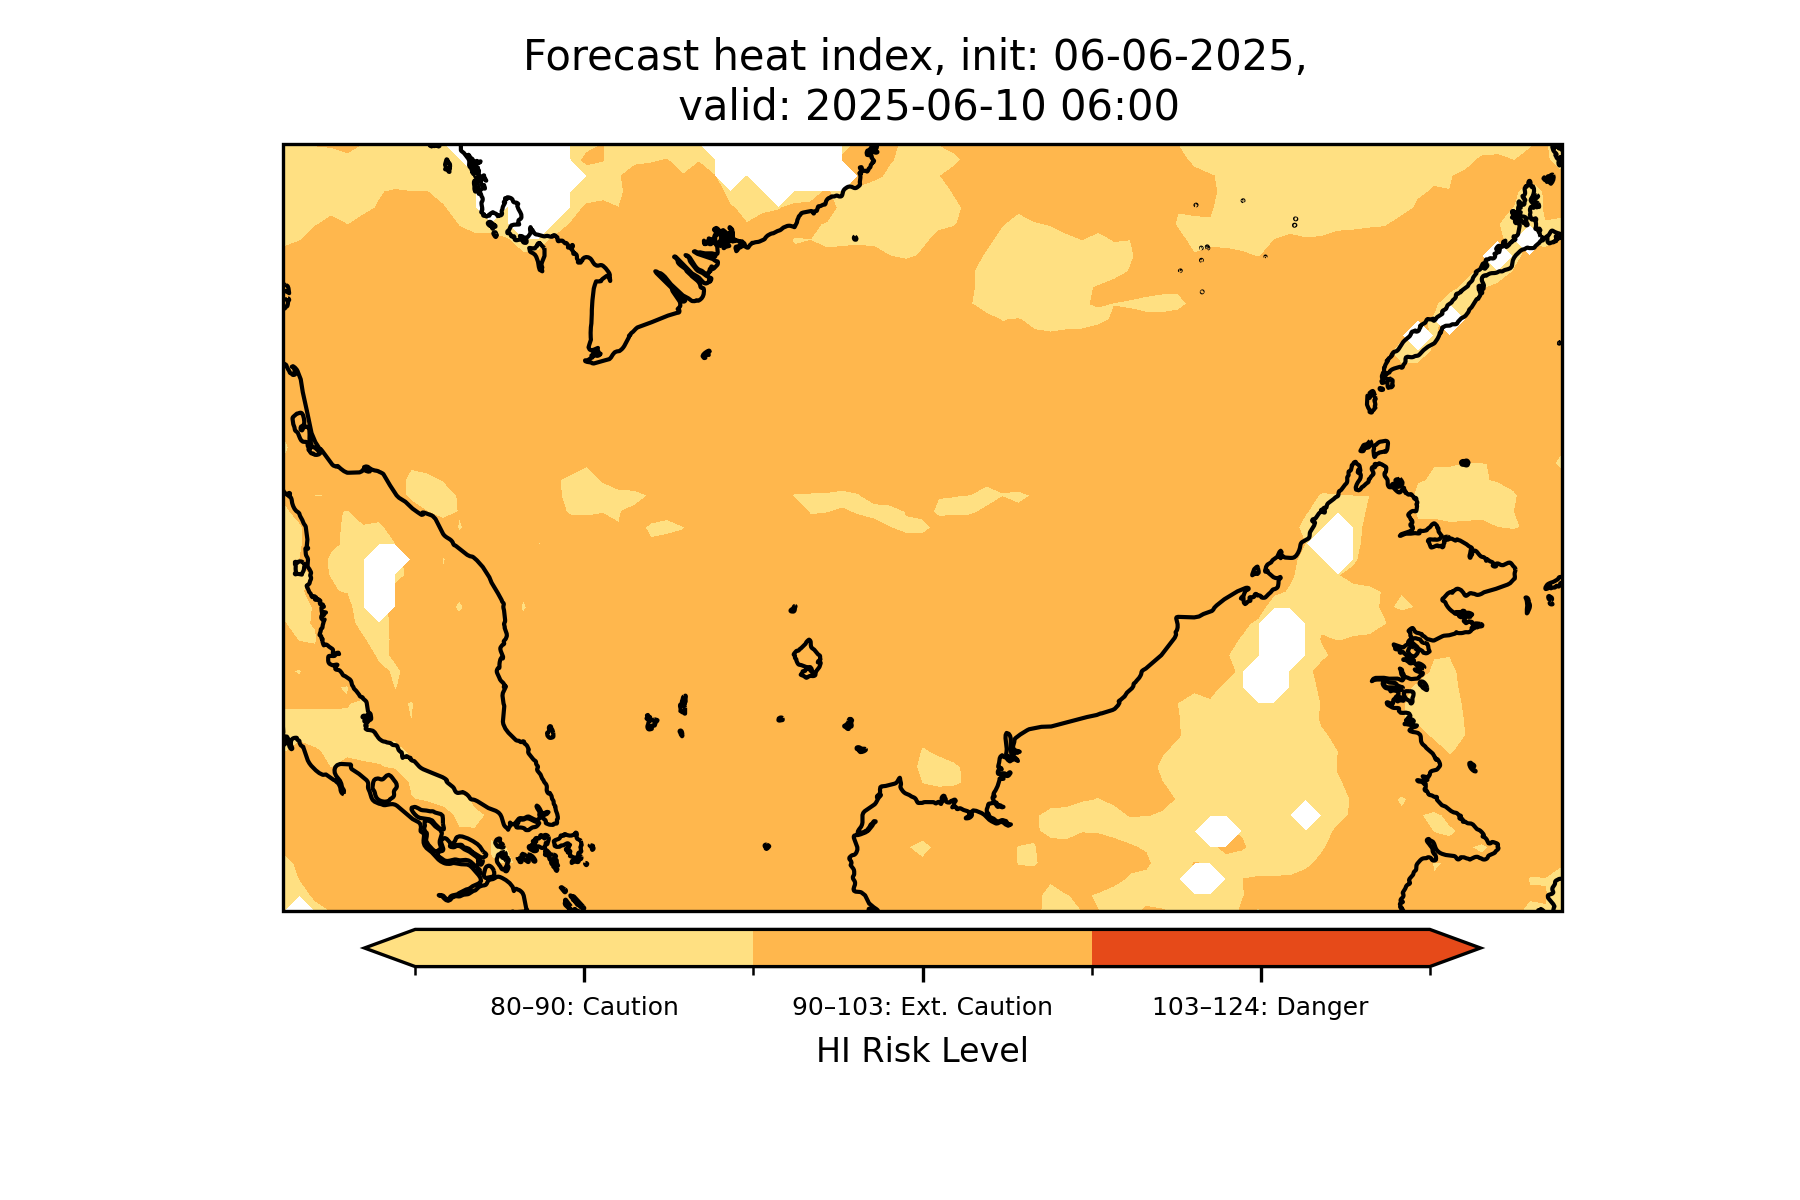 Forecast heat index, init: 06-06-2025,
valid: 2025-06-10 06:00
80–90: Caution
90–103: Ext. Caution
103–124: Danger
HI Risk Level